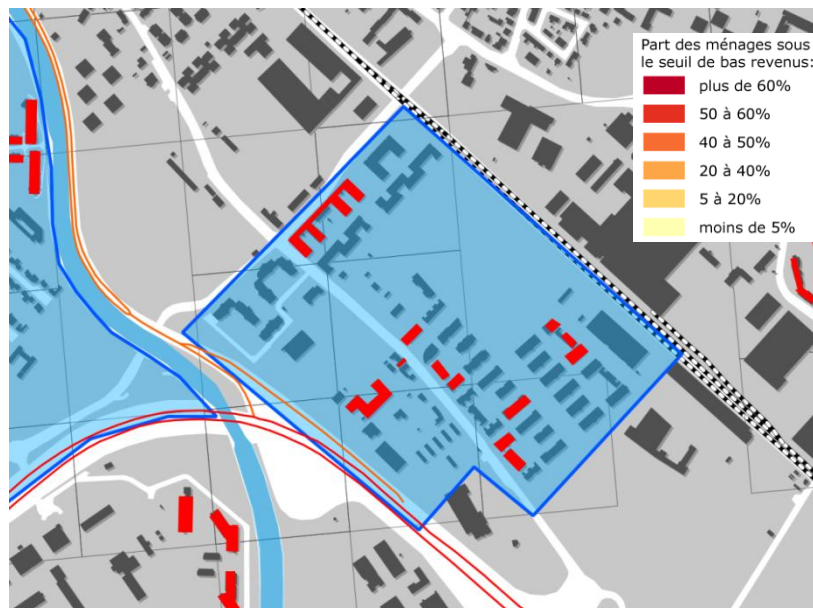 Part des ménages sous
le seuil de bas revenus:
plus de 60%
50 à 60%
40 à 50%
20 à 40%
5 à 20%
moins de 5%